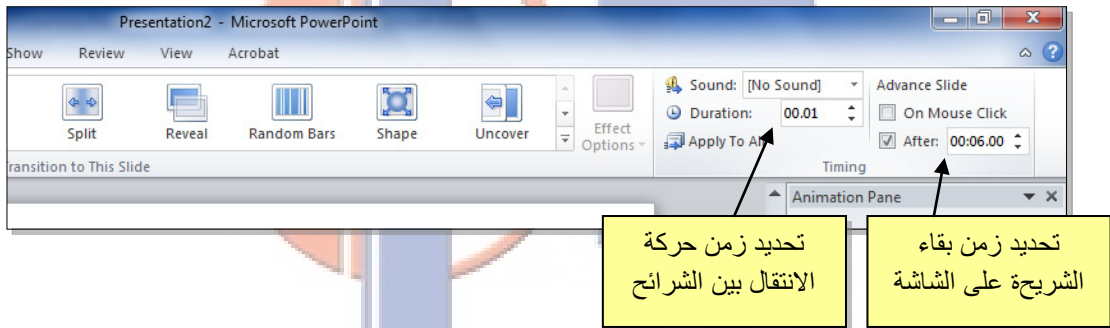 Presentation2 - Microsoft PowerPoint
Show Review View Acrobat
Sound: [No Sound] Advance Slide
Duration: 00.01 On Mouse Click
Split Reveal Random Bars Shape Uncover Effect Options
Apply To All After: 00:06.00
Transition to This Slide Timing
Animation Pane
تحديد زمن حركة
الانتقال بين الشرائح
تحديد زمن بقاء
الشريحة على الشاشة